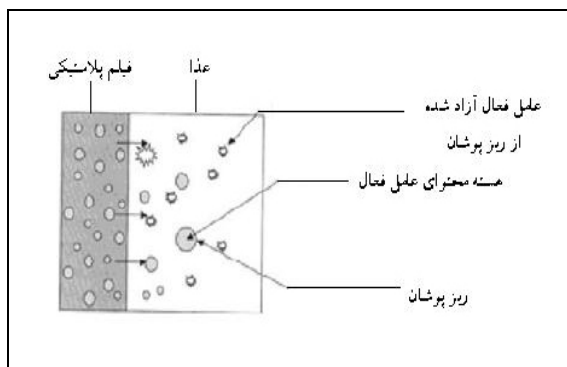 فیلم پلاستیکی
غذا
عامل فعال آزاد شده
از ریز پوشان
هسته محتوای عامل فعال
ریز پوشان